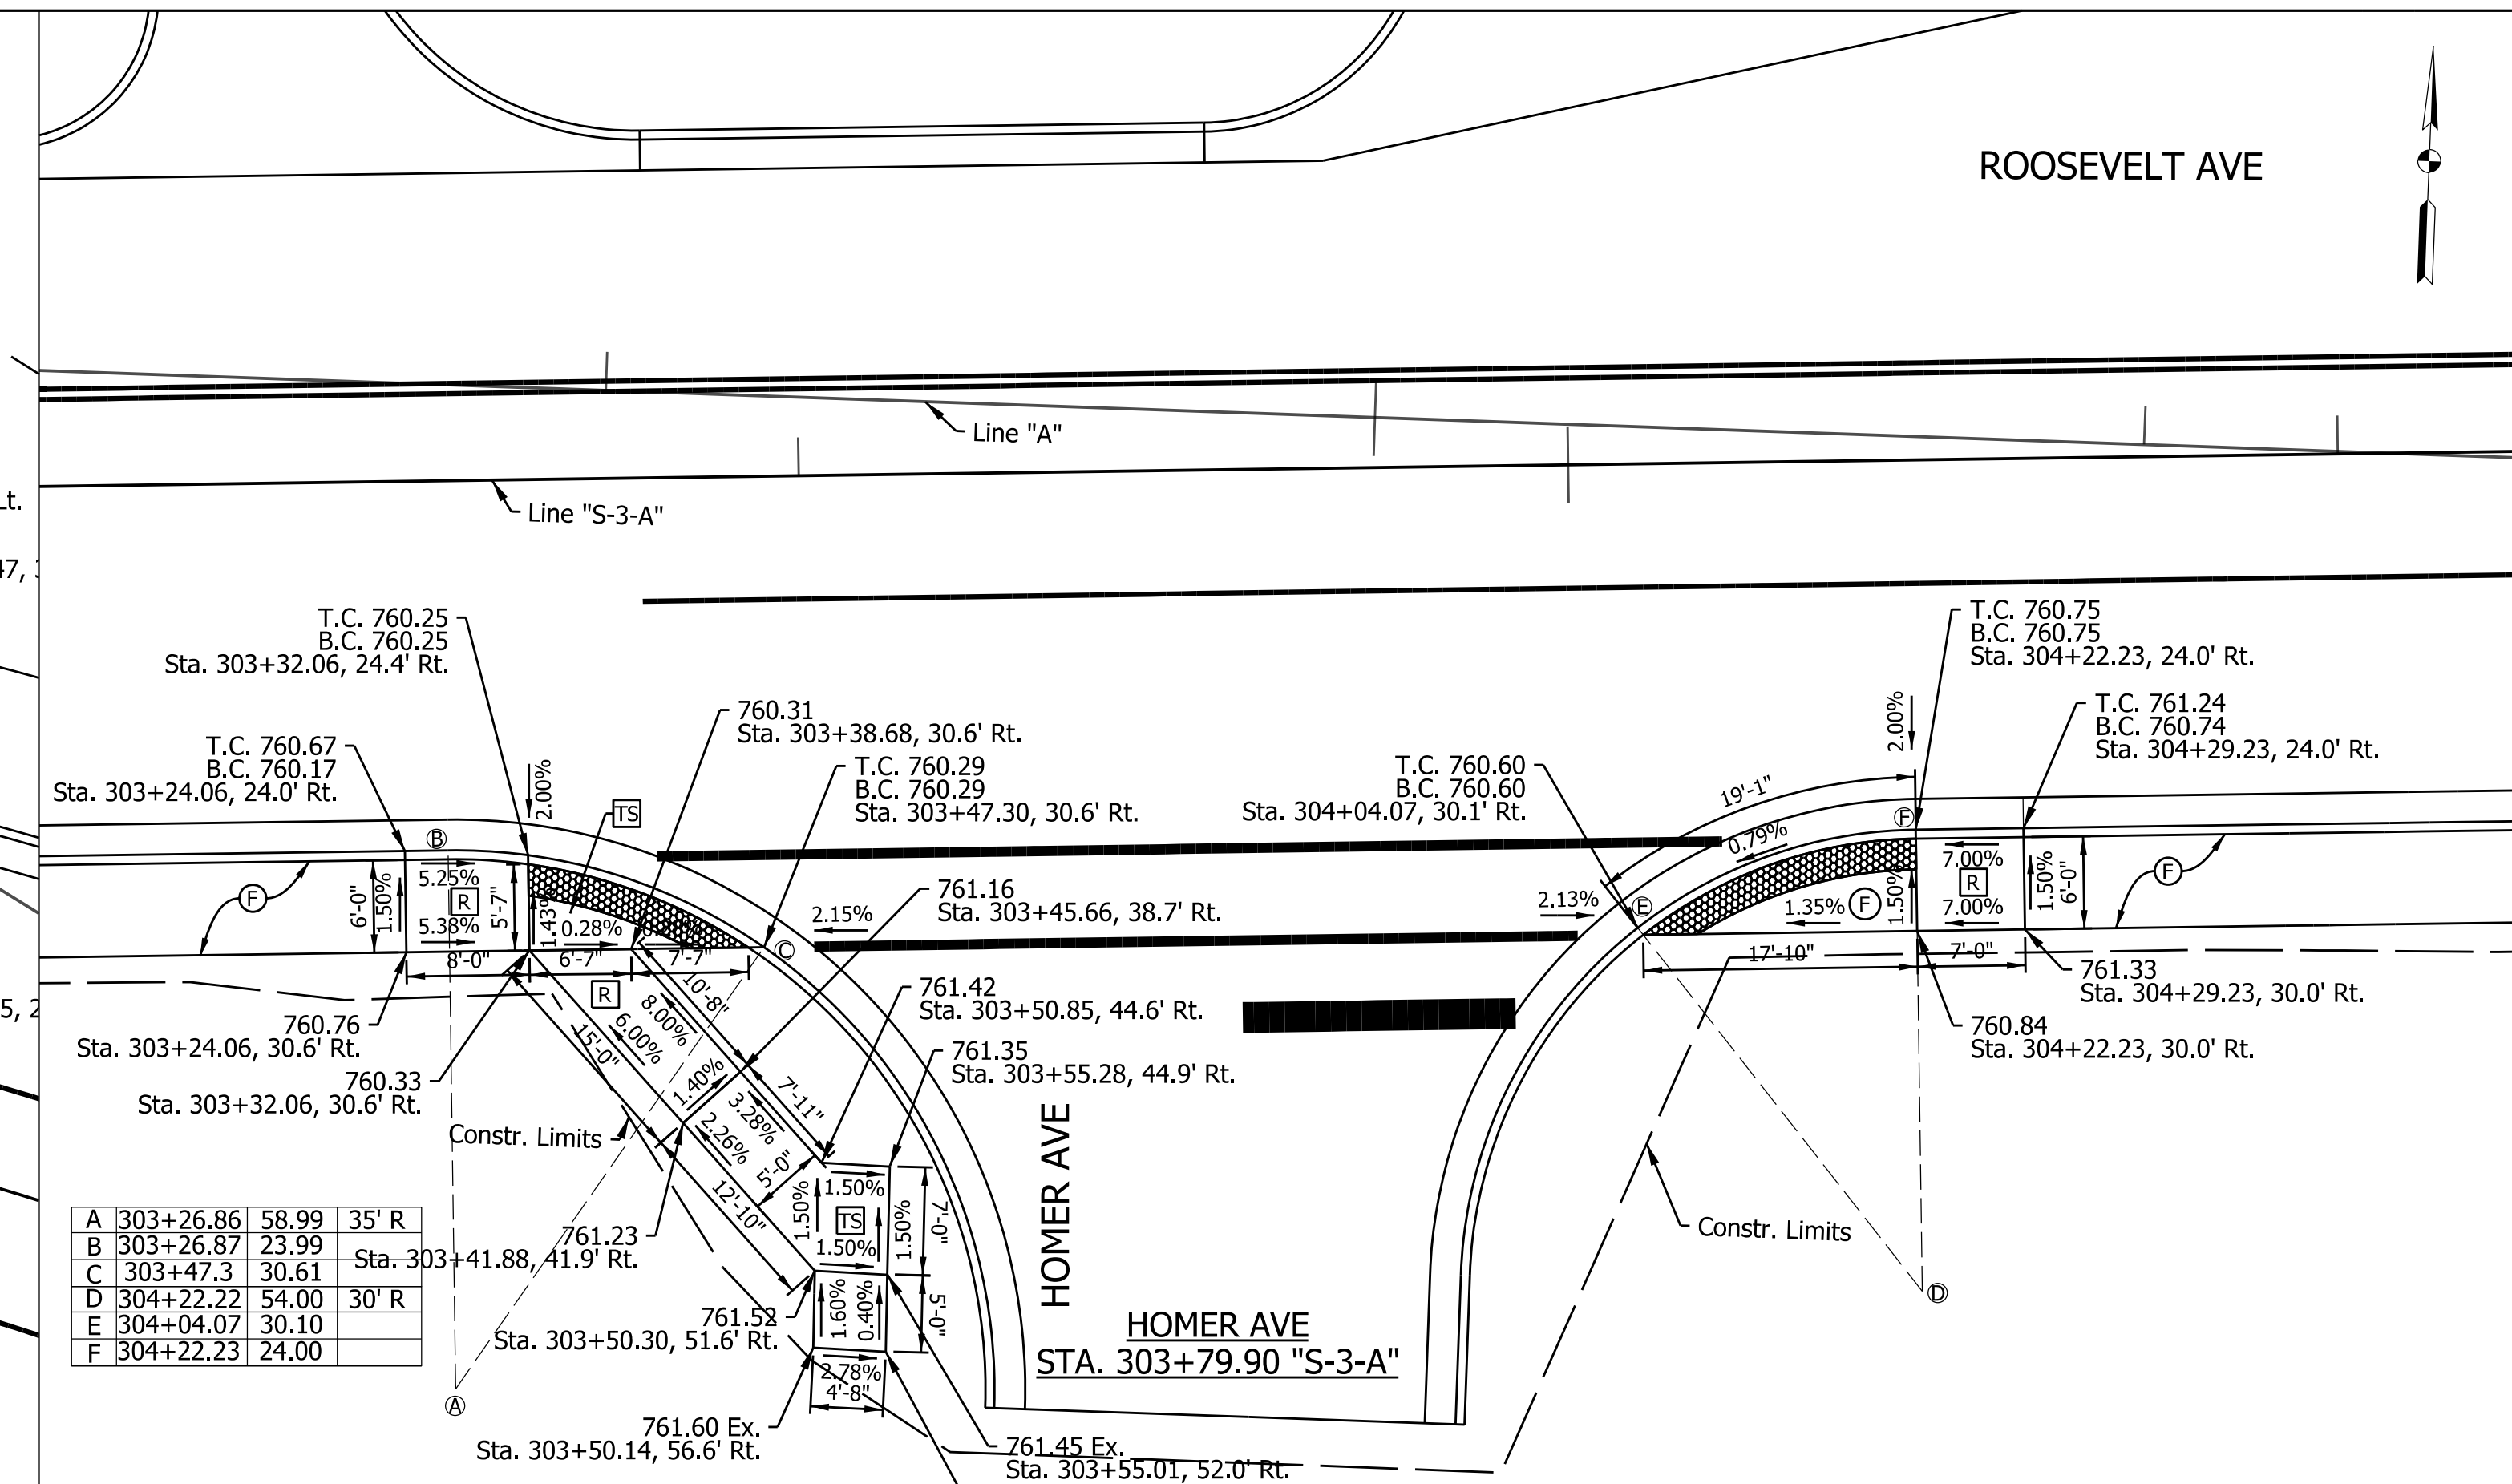 ROOSEVELT AVE
Line "A"
Line "S-3-A"
Lt.
47, 3
T.C. 760.25
B.C. 760.25
Sta. 303+32.06, 24.4' Rt.
T.C. 760.75
B.C. 760.75
Sta. 304+22.23, 24.0' Rt.
760.31
Sta. 303+38.68, 30.6' Rt.
T.C. 761.24
B.C. 760.74
Sta. 304+29.23, 24.0' Rt.
T.C. 760.67
B.C. 760.17
Sta. 303+24.06, 24.0' Rt.
T.C. 760.29
B.C. 760.29
Sta. 303+47.30, 30.6' Rt.
T.C. 760.60
B.C. 760.60
Sta. 304+04.07, 30.1' Rt.
2.00%
TS
2.00%
19'-1"
0.79%
B
F
5.25%
R
5.38%
6'-0"
1.50%
5'-7"
1.43%
0.28%
F
8'-0"
6'-7"
7'-7"
C
2.15%
2.13%
E
1.35%
F
1.50%
7.00%
R
7.00%
1.50%
6'-0"
F
17'-10"
7'-0"
761.16
Sta. 303+45.66, 38.7' Rt.
761.42
Sta. 303+50.85, 44.6' Rt.
761.35
Sta. 303+55.28, 44.9' Rt.
761.33
Sta. 304+29.23, 30.0' Rt.
760.84
Sta. 304+22.23, 30.0' Rt.
5, 2
760.76
Sta. 303+24.06, 30.6' Rt.
760.33
Sta. 303+32.06, 30.6' Rt.
R
10'-8"
8.00%
6.00%
15'-0"
1.40%
7'-11"
3.28%
2.26%
5'-0"
12'-10"
Constr. Limits
1.50%
1.50%
TS
1.50%
1.50%
7'-0"
1.60%
0.40%
5'-0"
2.78%
4'-8"
761.23
Sta. 303+41.88, 41.9' Rt.
761.52
Sta. 303+50.30, 51.6' Rt.
761.60 Ex.
Sta. 303+50.14, 56.6' Rt.
761.45 Ex.
Sta. 303+55.01, 52.0' Rt.
A 303+26.86 58.99 35' R
B 303+26.87 23.99
C 303+47.3 30.61
D 304+22.22 54.00 30' R
E 304+04.07 30.10
F 304+22.23 24.00
A
HOMER AVE
HOMER AVE
STA. 303+79.90 "S-3-A"
Constr. Limits
D